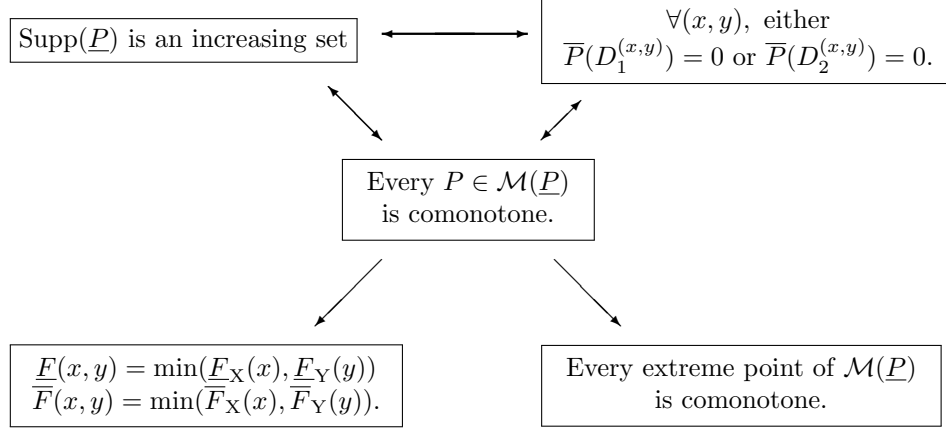 Supp(P̲) is an increasing set
∀(x, y), either
P̅(D₁^{(x,y)}) = 0 or P̅(D₂^{(x,y)}) = 0.
Every P ∈ ℳ(P̲)
is comonotone.
F̲(x, y) = min(F̲_X(x), F̲_Y(y))
F̅(x, y) = min(F̅_X(x), F̅_Y(y)).
Every extreme point of ℳ(P̲)
is comonotone.